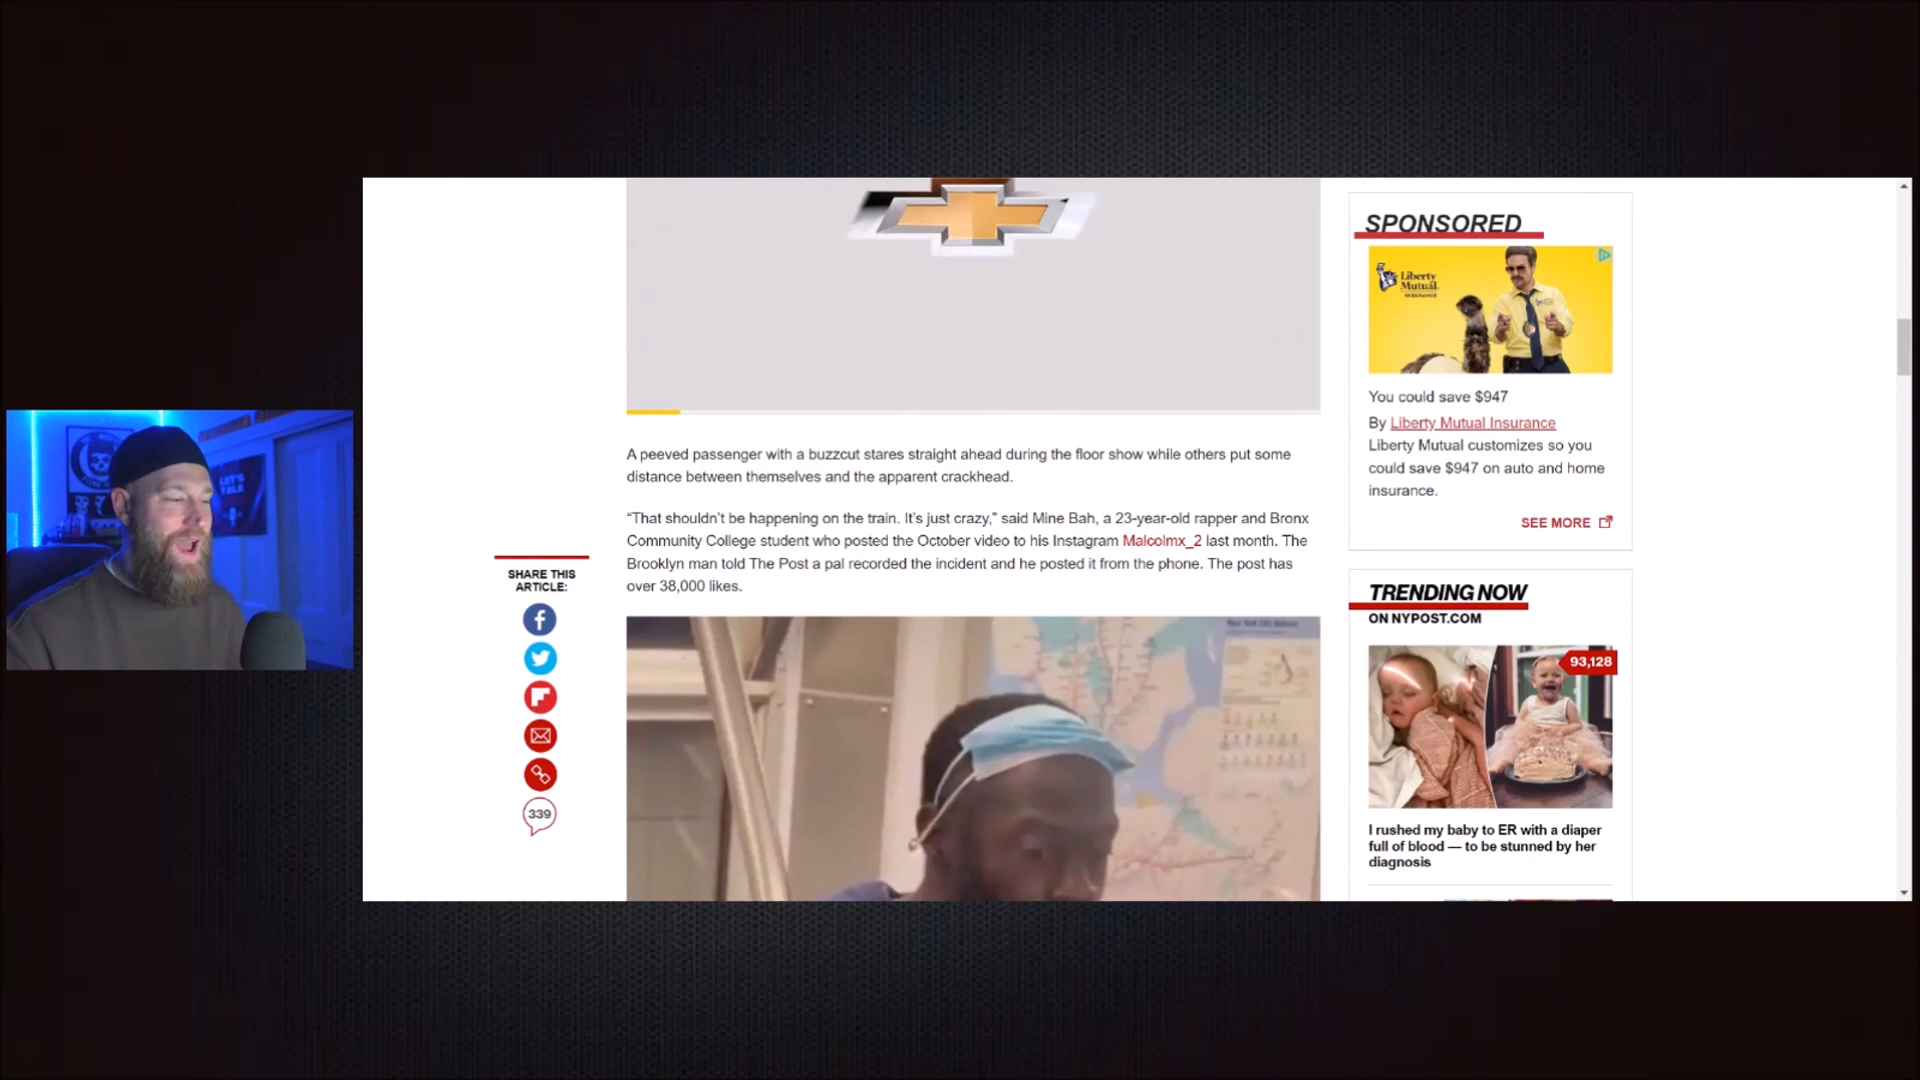 LET'S
TALK
SHARE THIS
ARTICLE:
339
A peeved passenger with a buzzcut stares straight ahead during the floor show while others put some
distance between themselves and the apparent crackhead.
“That shouldn’t be happening on the train. It’s just crazy,” said Mine Bah, a 23-year-old rapper and Bronx
Community College student who posted the October video to his Instagram Malcolmx_2 last month. The
Brooklyn man told The Post a pal recorded the incident and he posted it from the phone. The post has
over 38,000 likes.
SPONSORED
Liberty
Mutual.
INSURANCE
You could save $947
By Liberty Mutual Insurance
Liberty Mutual customizes so you
could save $947 on auto and home
insurance.
SEE MORE
TRENDING NOW
ON NYPOST.COM
93,128
I rushed my baby to ER with a diaper
full of blood — to be stunned by her
diagnosis